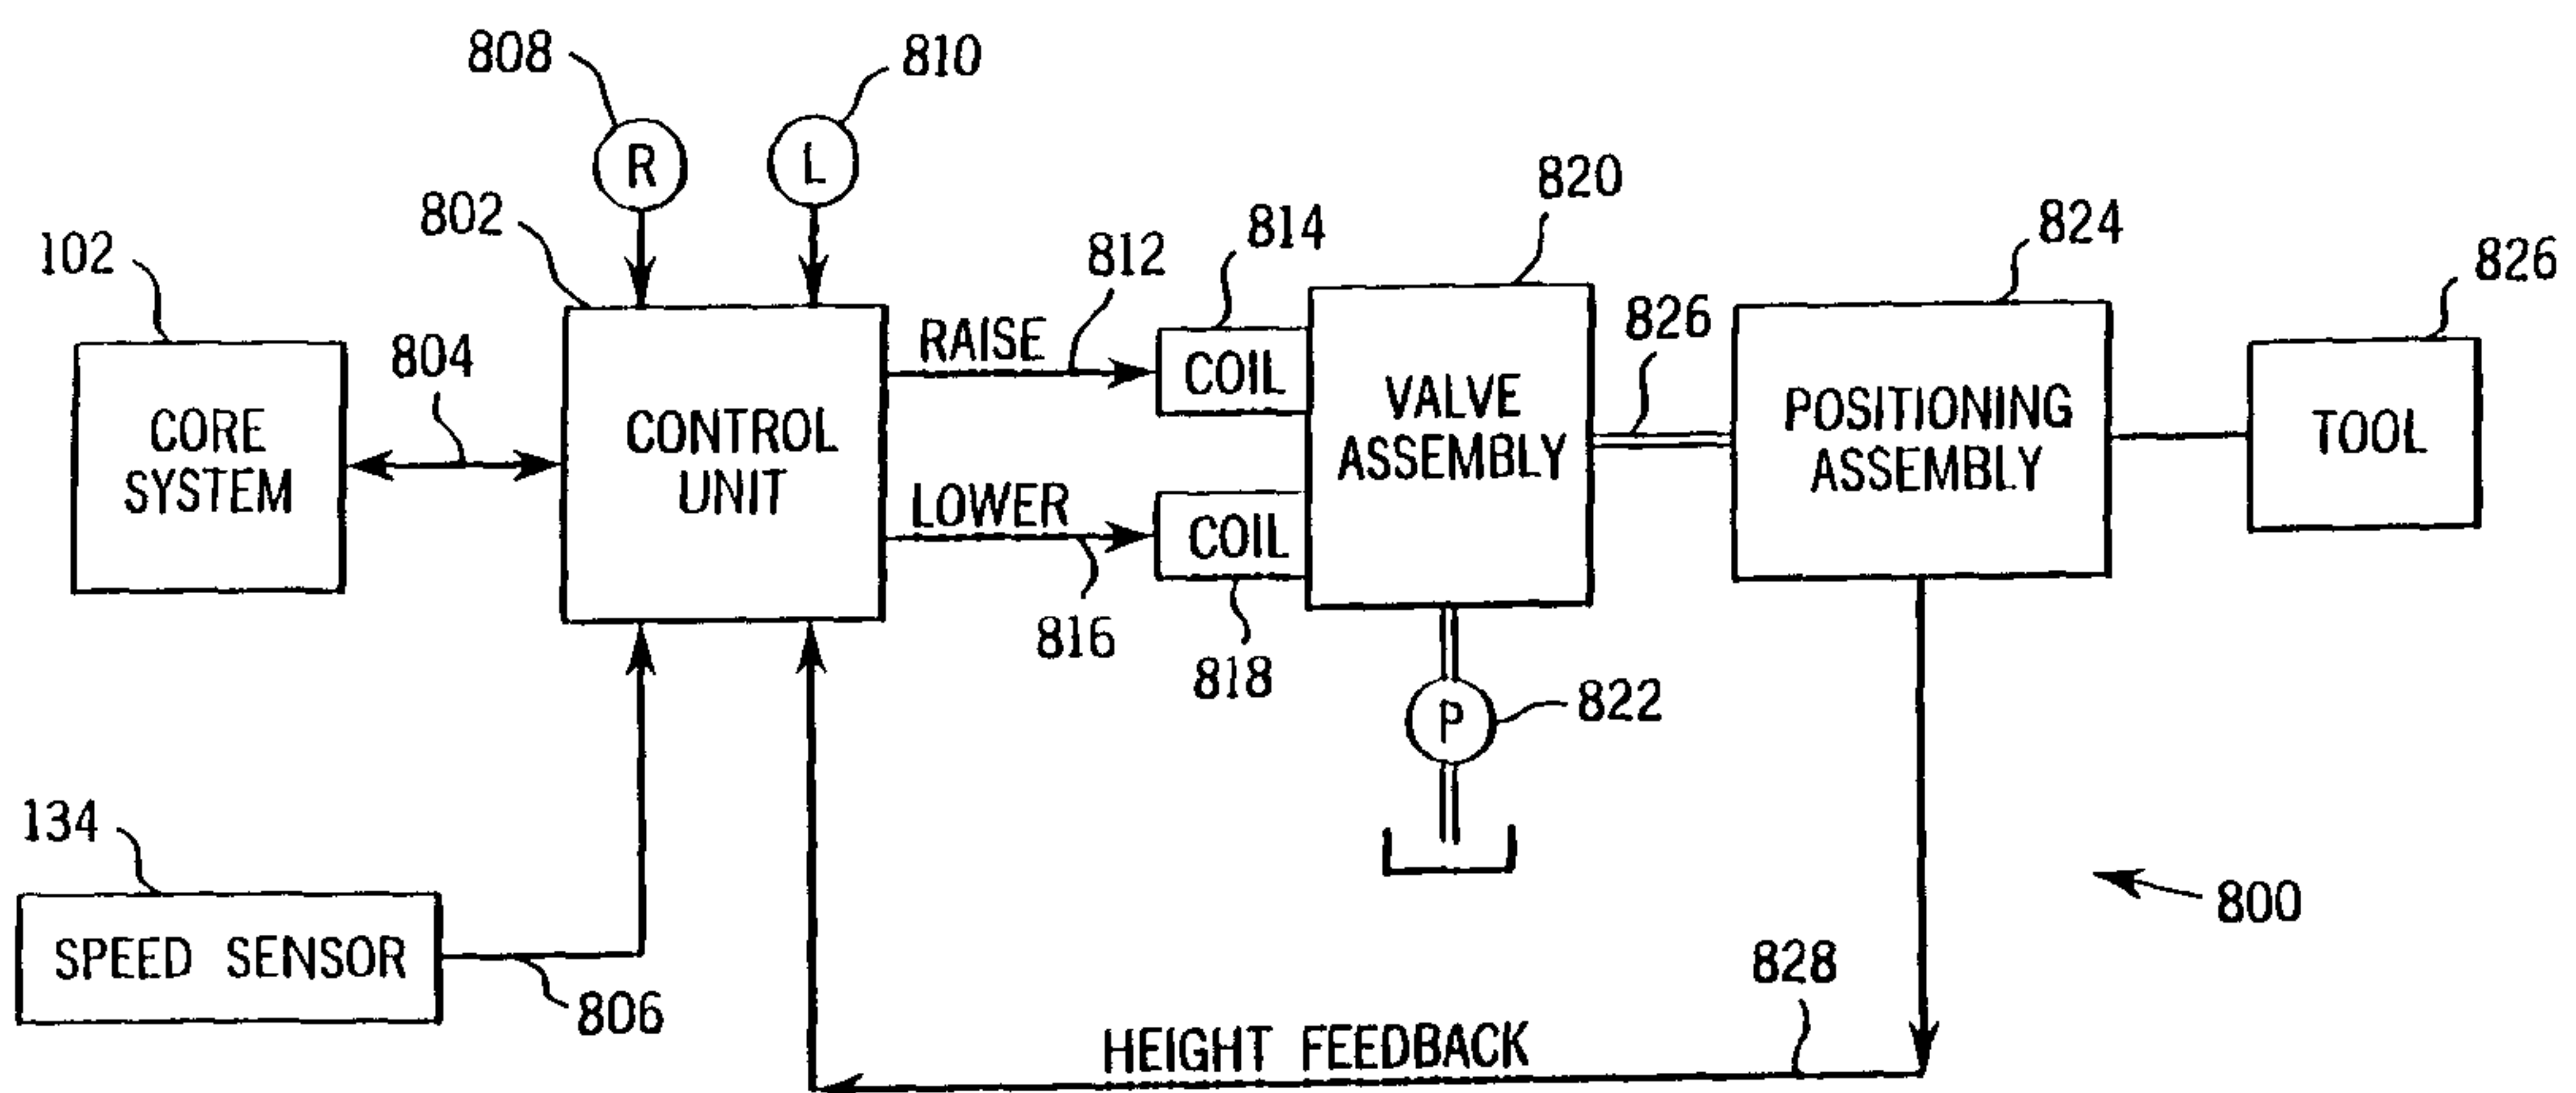 808
810
R
L
802
102
804
CORE
SYSTEM
CONTROL
UNIT
RAISE
812
814
COIL
LOWER
816
COIL
818
820
VALVE
ASSEMBLY
826
824
POSITIONING
ASSEMBLY
826
TOOL
P
822
134
SPEED SENSOR
806
HEIGHT FEEDBACK
828
800